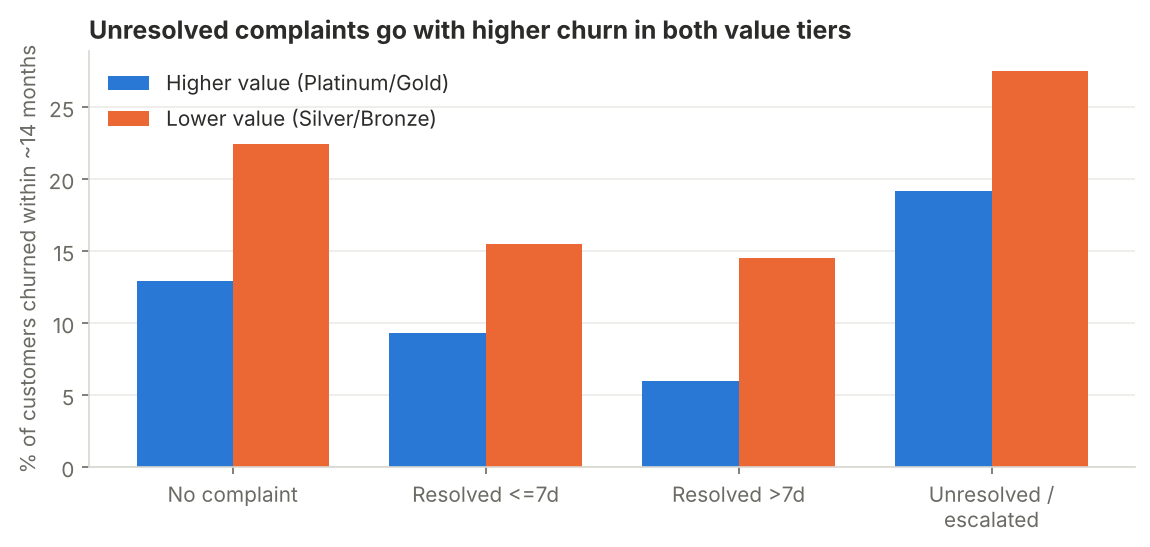 Unresolved complaints go with higher churn in both value tiers
% of customers churned within ~14 months
Higher value (Platinum/Gold)
Lower value (Silver/Bronze)
25
20
15
10
5
0
No complaint
Resolved <=7d
Resolved >7d
Unresolved /
escalated